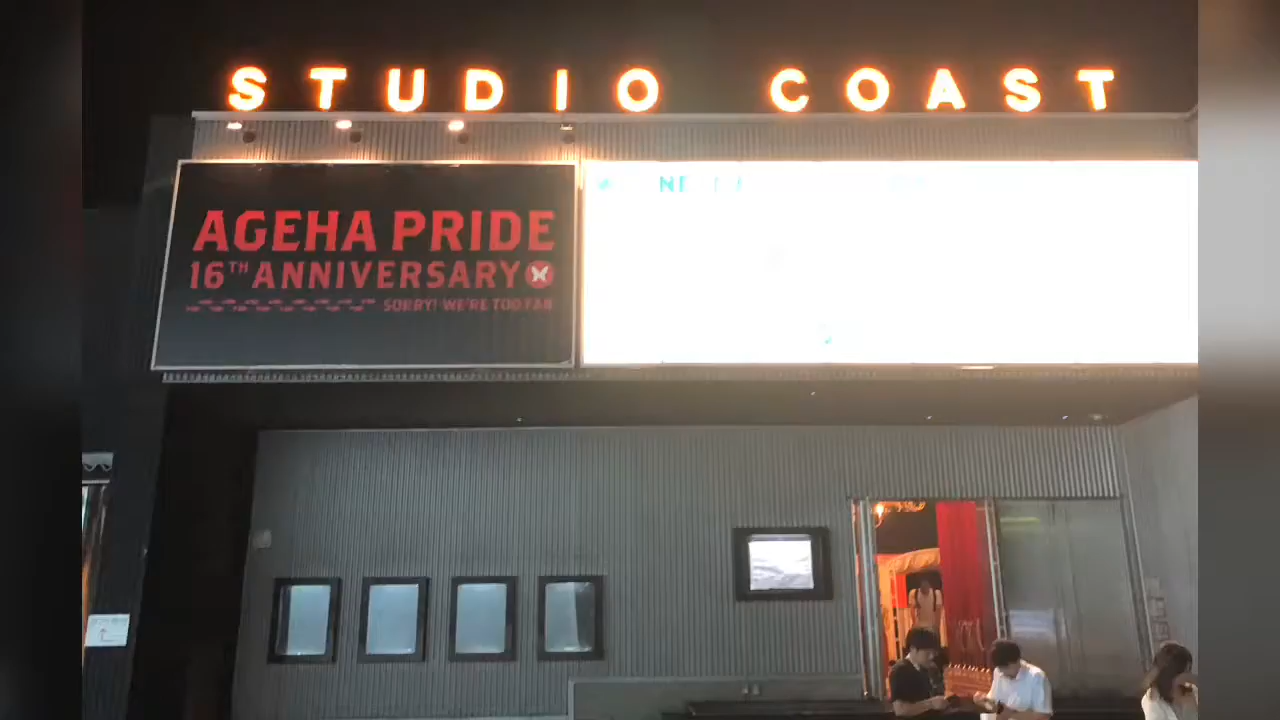 STUDIO COAST
AGEHA PRIDE
16TH ANNIVERSARY
SORRY! WE'RE TOO FAR